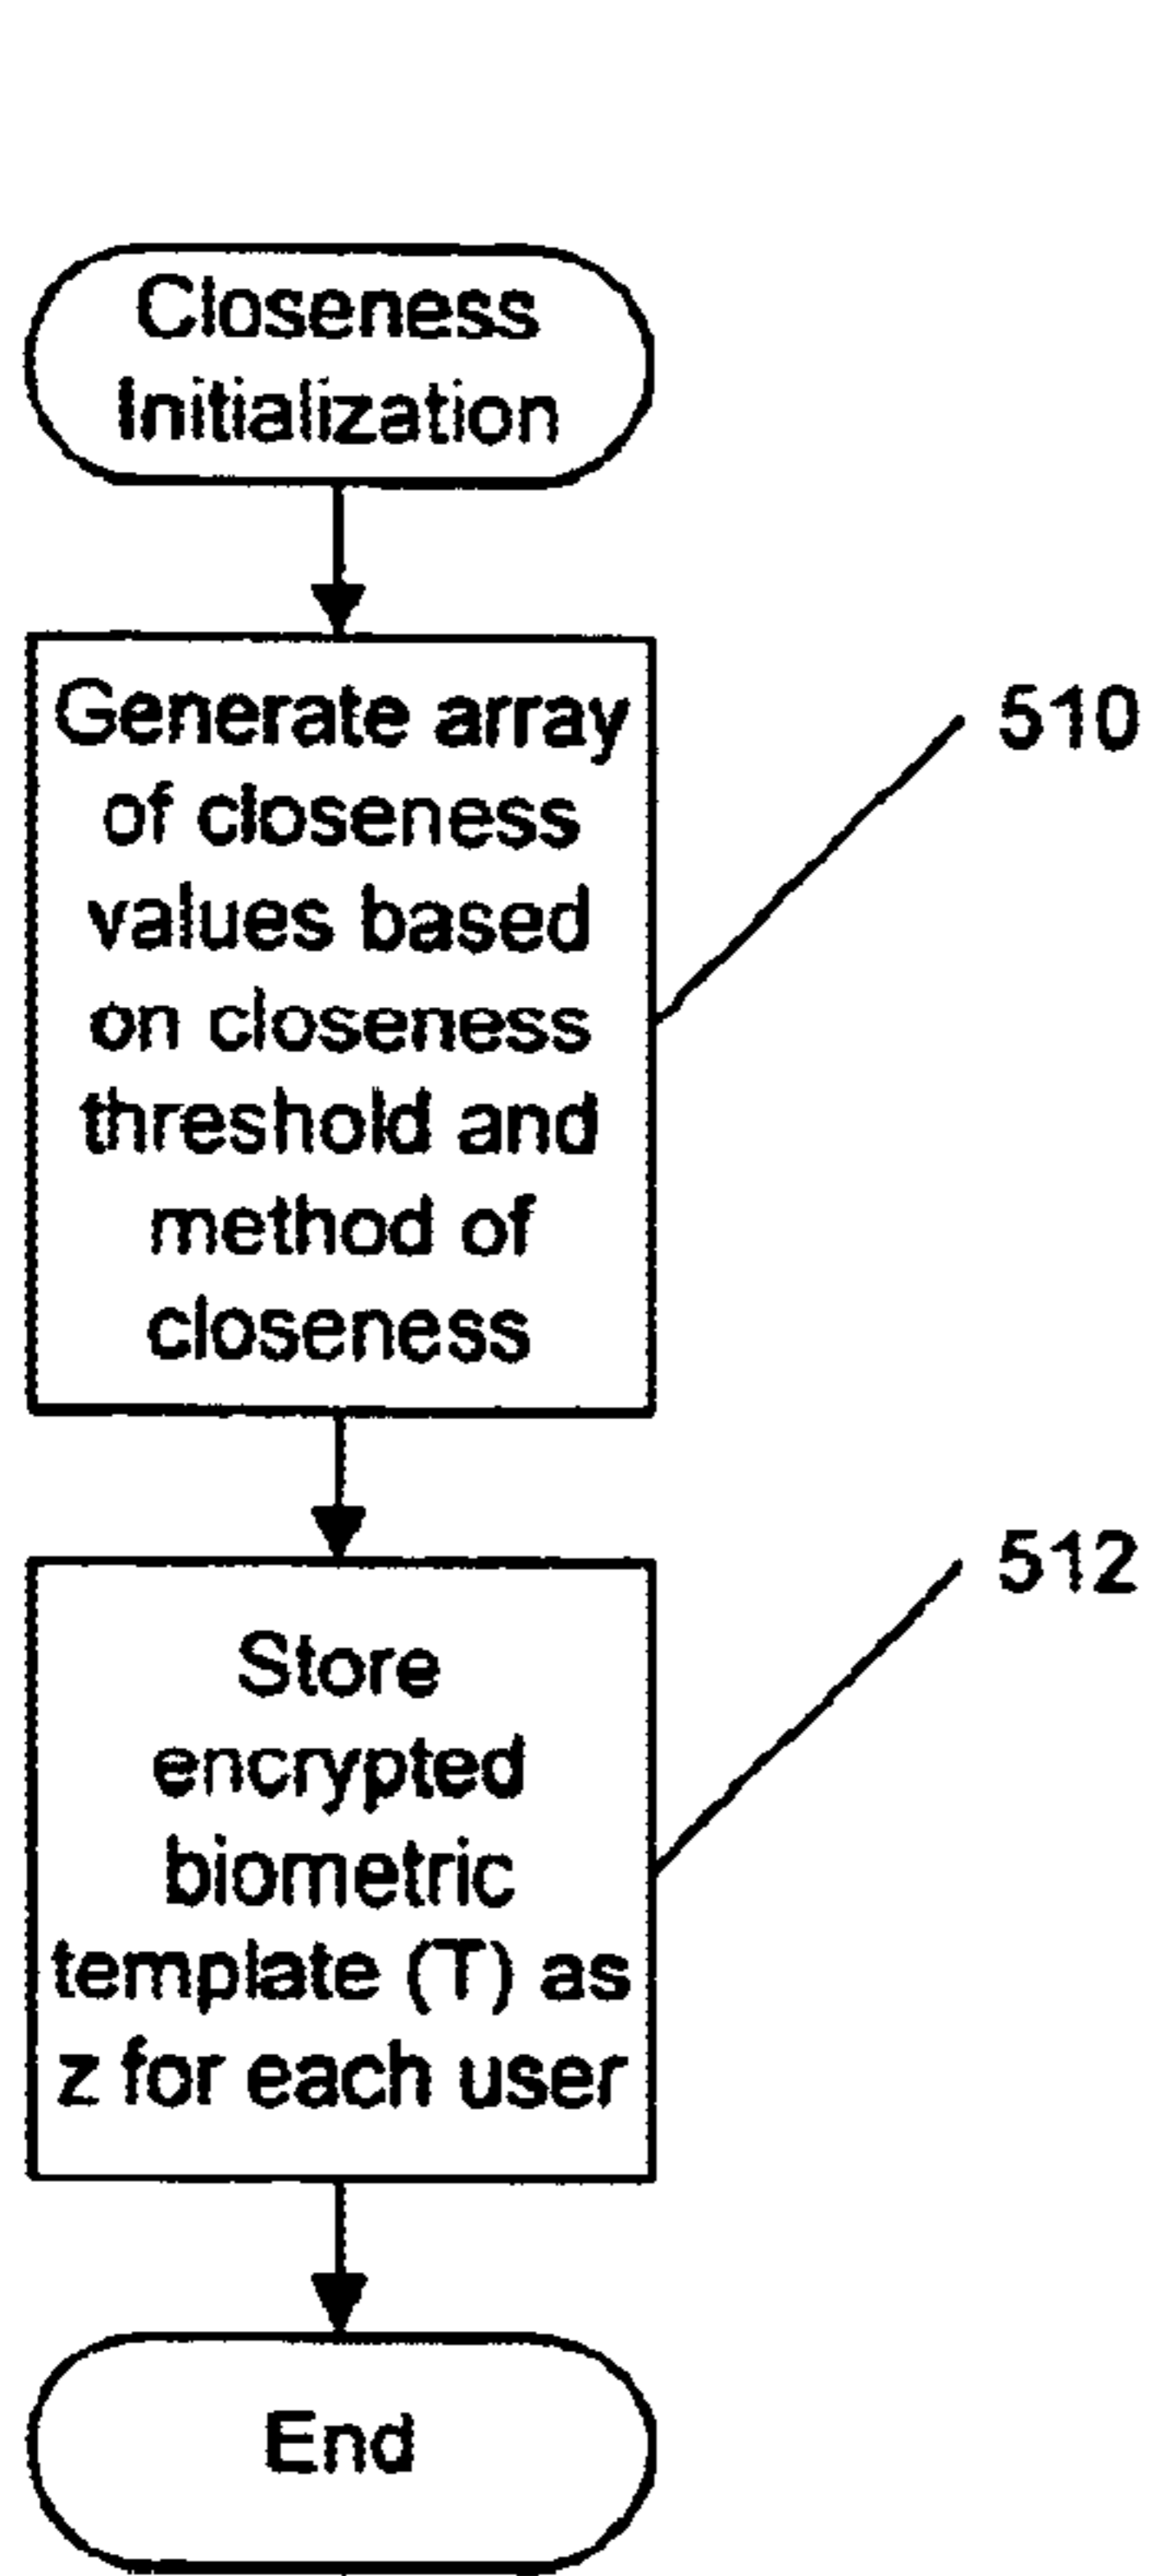 Closeness
Initialization
Generate array
of closeness
values based
on closeness
threshold and
method of
closeness
510
Store
encrypted
biometric
template (T) as
z for each user
512
End